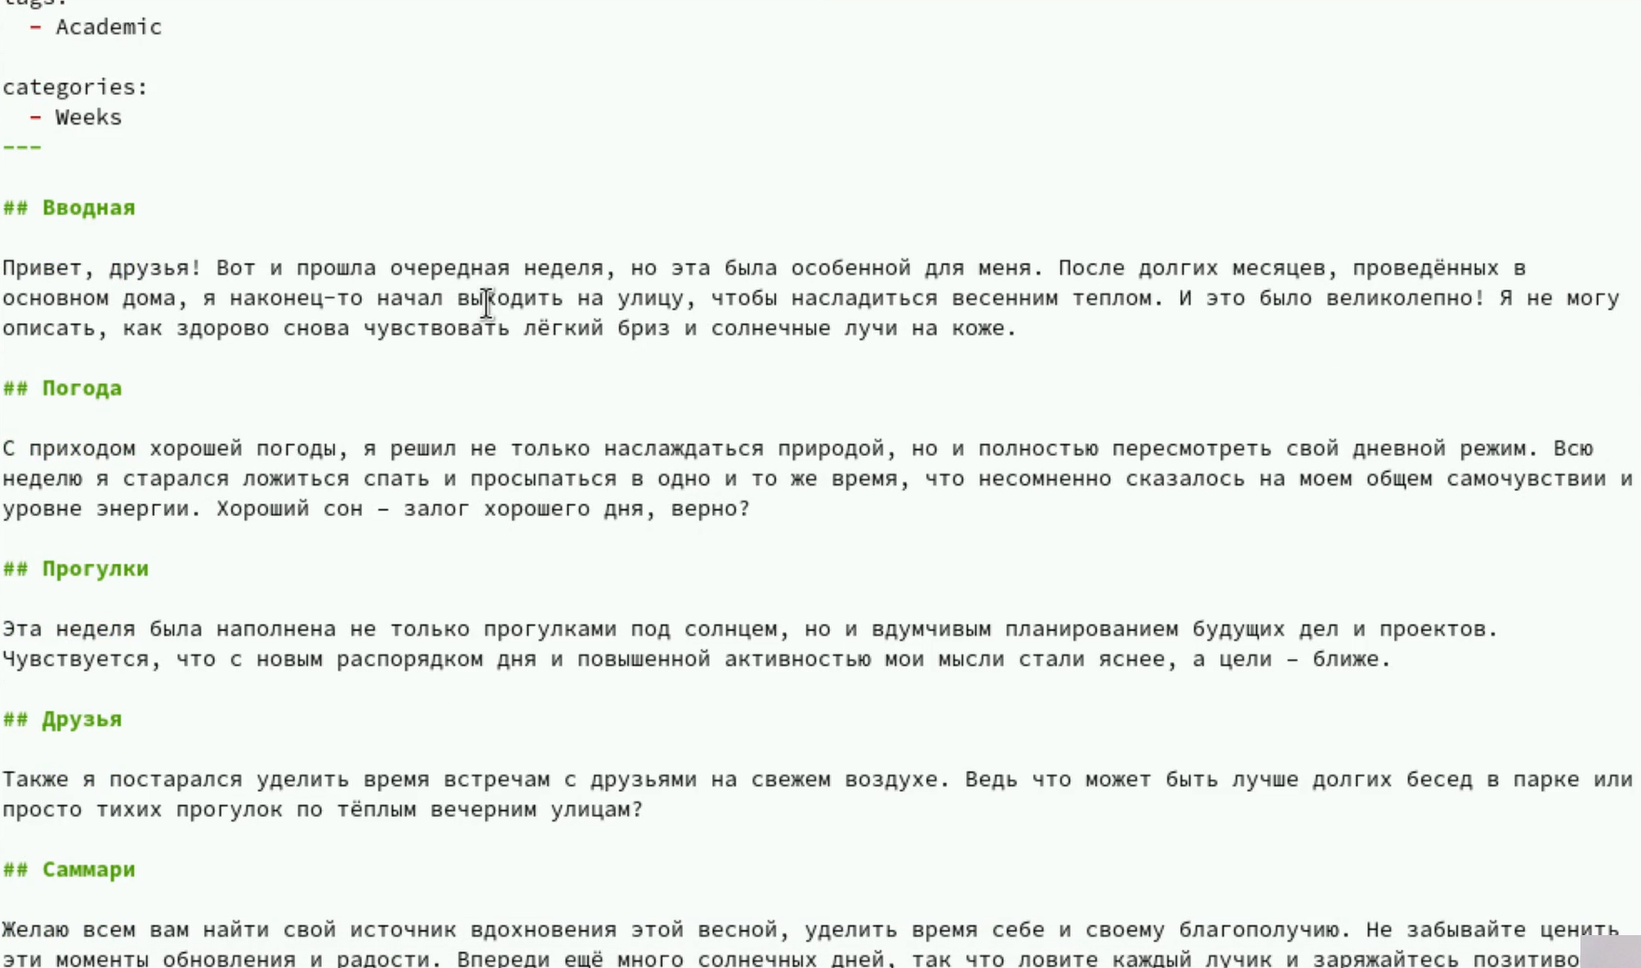 tags:
- Academic
categories:
- Weeks
---
## Вводная
Привет, друзья! Вот и прошла очередная неделя, но эта была особенной для меня. После долгих месяцев, проведённых в
основном дома, я наконец-то начал выходить на улицу, чтобы насладиться весенним теплом. И это было великолепно! Я не могу
описать, как здорово снова чувствовать лёгкий бриз и солнечные лучи на коже.
## Погода
С приходом хорошей погоды, я решил не только наслаждаться природой, но и полностью пересмотреть свой дневной режим. Всю
неделю я старался ложиться спать и просыпаться в одно и то же время, что несомненно сказалось на моем общем самочувствии и
уровне энергии. Хороший сон – залог хорошего дня, верно?
## Прогулки
Эта неделя была наполнена не только прогулками под солнцем, но и вдумчивым планированием будущих дел и проектов.
Чувствуется, что с новым распорядком дня и повышенной активностью мои мысли стали яснее, а цели – ближе.
## Друзья
Также я постарался уделить время встречам с друзьями на свежем воздухе. Ведь что может быть лучше долгих бесед в парке или
просто тихих прогулок по тёплым вечерним улицам?
## Саммари
Желаю всем вам найти свой источник вдохновения этой весной, уделить время себе и своему благополучию. Не забывайте ценить
эти моменты обновления и радости. Впереди ещё много солнечных дней, так что ловите каждый лучик и заряжайтесь позитиво